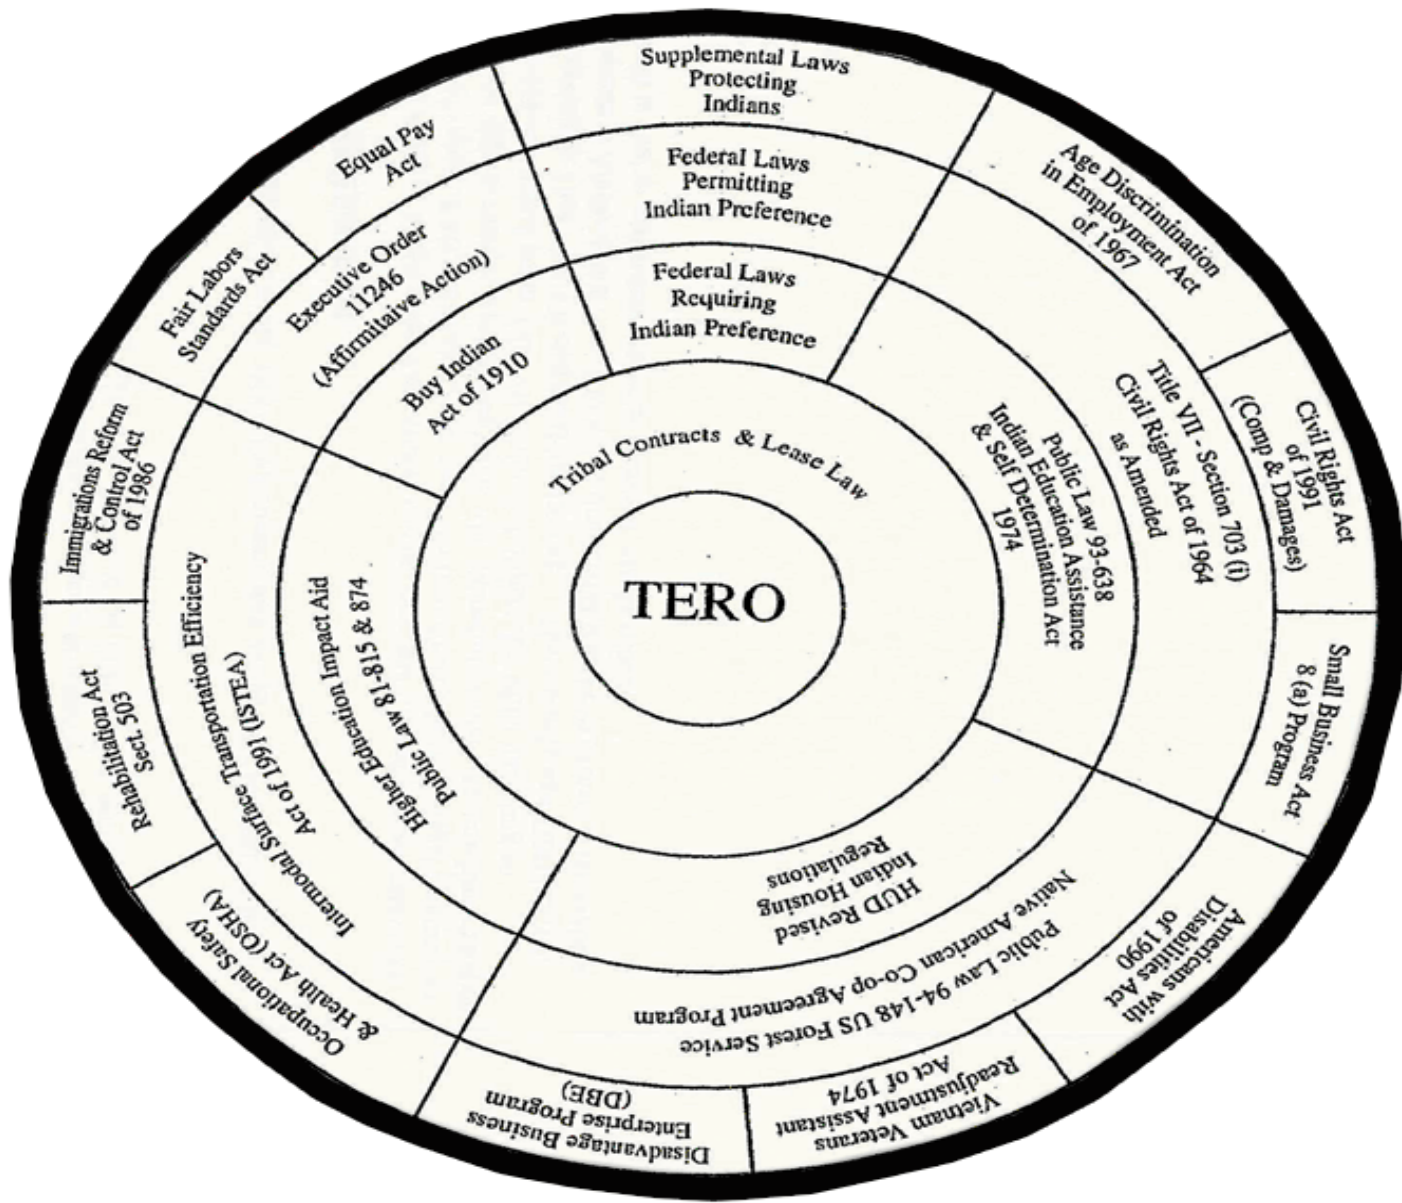 Supplemental Laws
Protecting
Indians
Federal Laws
Permitting
Indian Preference
Federal Laws
Requiring
Indian Preference
Tribal Contracts & Lease Law
TERO
Age Discrimination
in Employment Act
of 1967
Civil Rights Act
of 1991
(Comp & Damages)
Small Business Act
8 (a) Program
Americans with
Disabilities Act
of 1990
Vietnam Veterans
Readjustment Assistant
Act of 1974
Disadvantage Business
Enterprise Program
(DBE)
Occupational Safety
& Health Act (OSHA)
Rehabilitation Act
Sect. 503
Immigrations Reform
& Control Act
of 1986
Fair Labors
Standards Act
Equal Pay
Act
Title VII - Section 703 (i)
Civil Rights Act of 1964
as Amended
Public Law 94-148 US Forest Service
Native American Co-op Agreement Program
Intermodal Surface Transportation Efficiency
Act of 1991 (ISTEA)
Executive Order
11246
(Affirmitaive Action)
Public Law 93-638
Indian Education Assistance
& Self Determination Act
1974
HUD Revised
Indian Housing
Regulations
Higher Education Impact Aid
Public Law 81-815 & 874
Buy Indian
Act of 1910